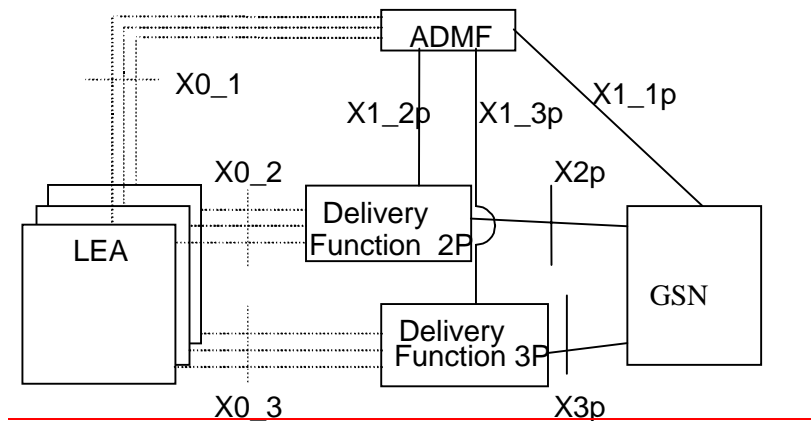 ADMF
X0_1
X1_2p
X1_3p
X1_1p
X0_2
X2p
Delivery
Function 2P
LEA
GSN
Delivery
Function 3P
X0_3
X3p